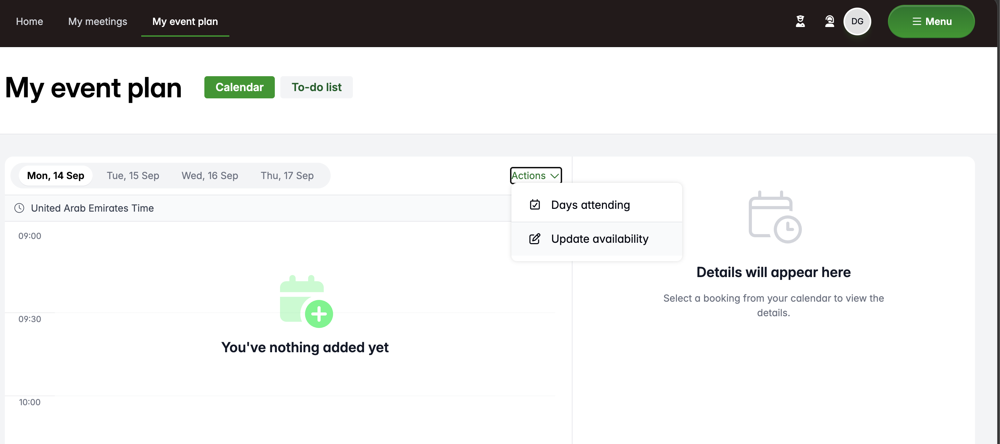 Home My meetings My event plan DG Menu
My event plan Calendar To-do list
Mon, 14 Sep Tue, 15 Sep Wed, 16 Sep Thu, 17 Sep Actions
Days attending
Update availability
United Arab Emirates Time
09:00
09:30
You've nothing added yet
10:00
Details will appear here
Select a booking from your calendar to view the
details.